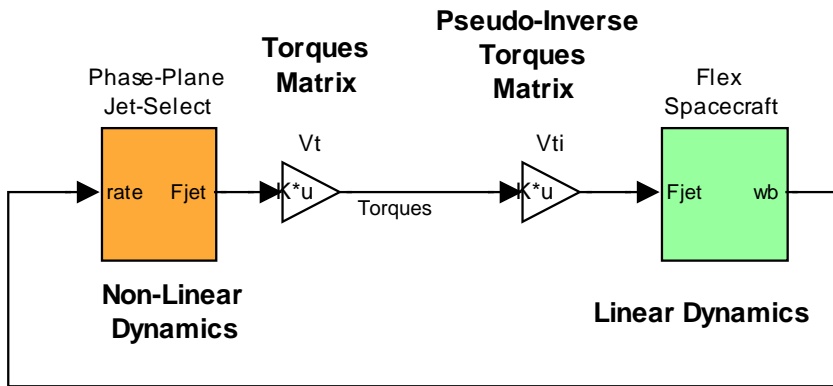 Pseudo-Inverse
Torques
Matrix
Torques
Matrix
Phase-Plane
Jet-Select
Flex
Spacecraft
Vt
Vti
rate
Fjet
K*u
Torques
K*u
Fjet
wb
Non-Linear
Dynamics
Linear Dynamics